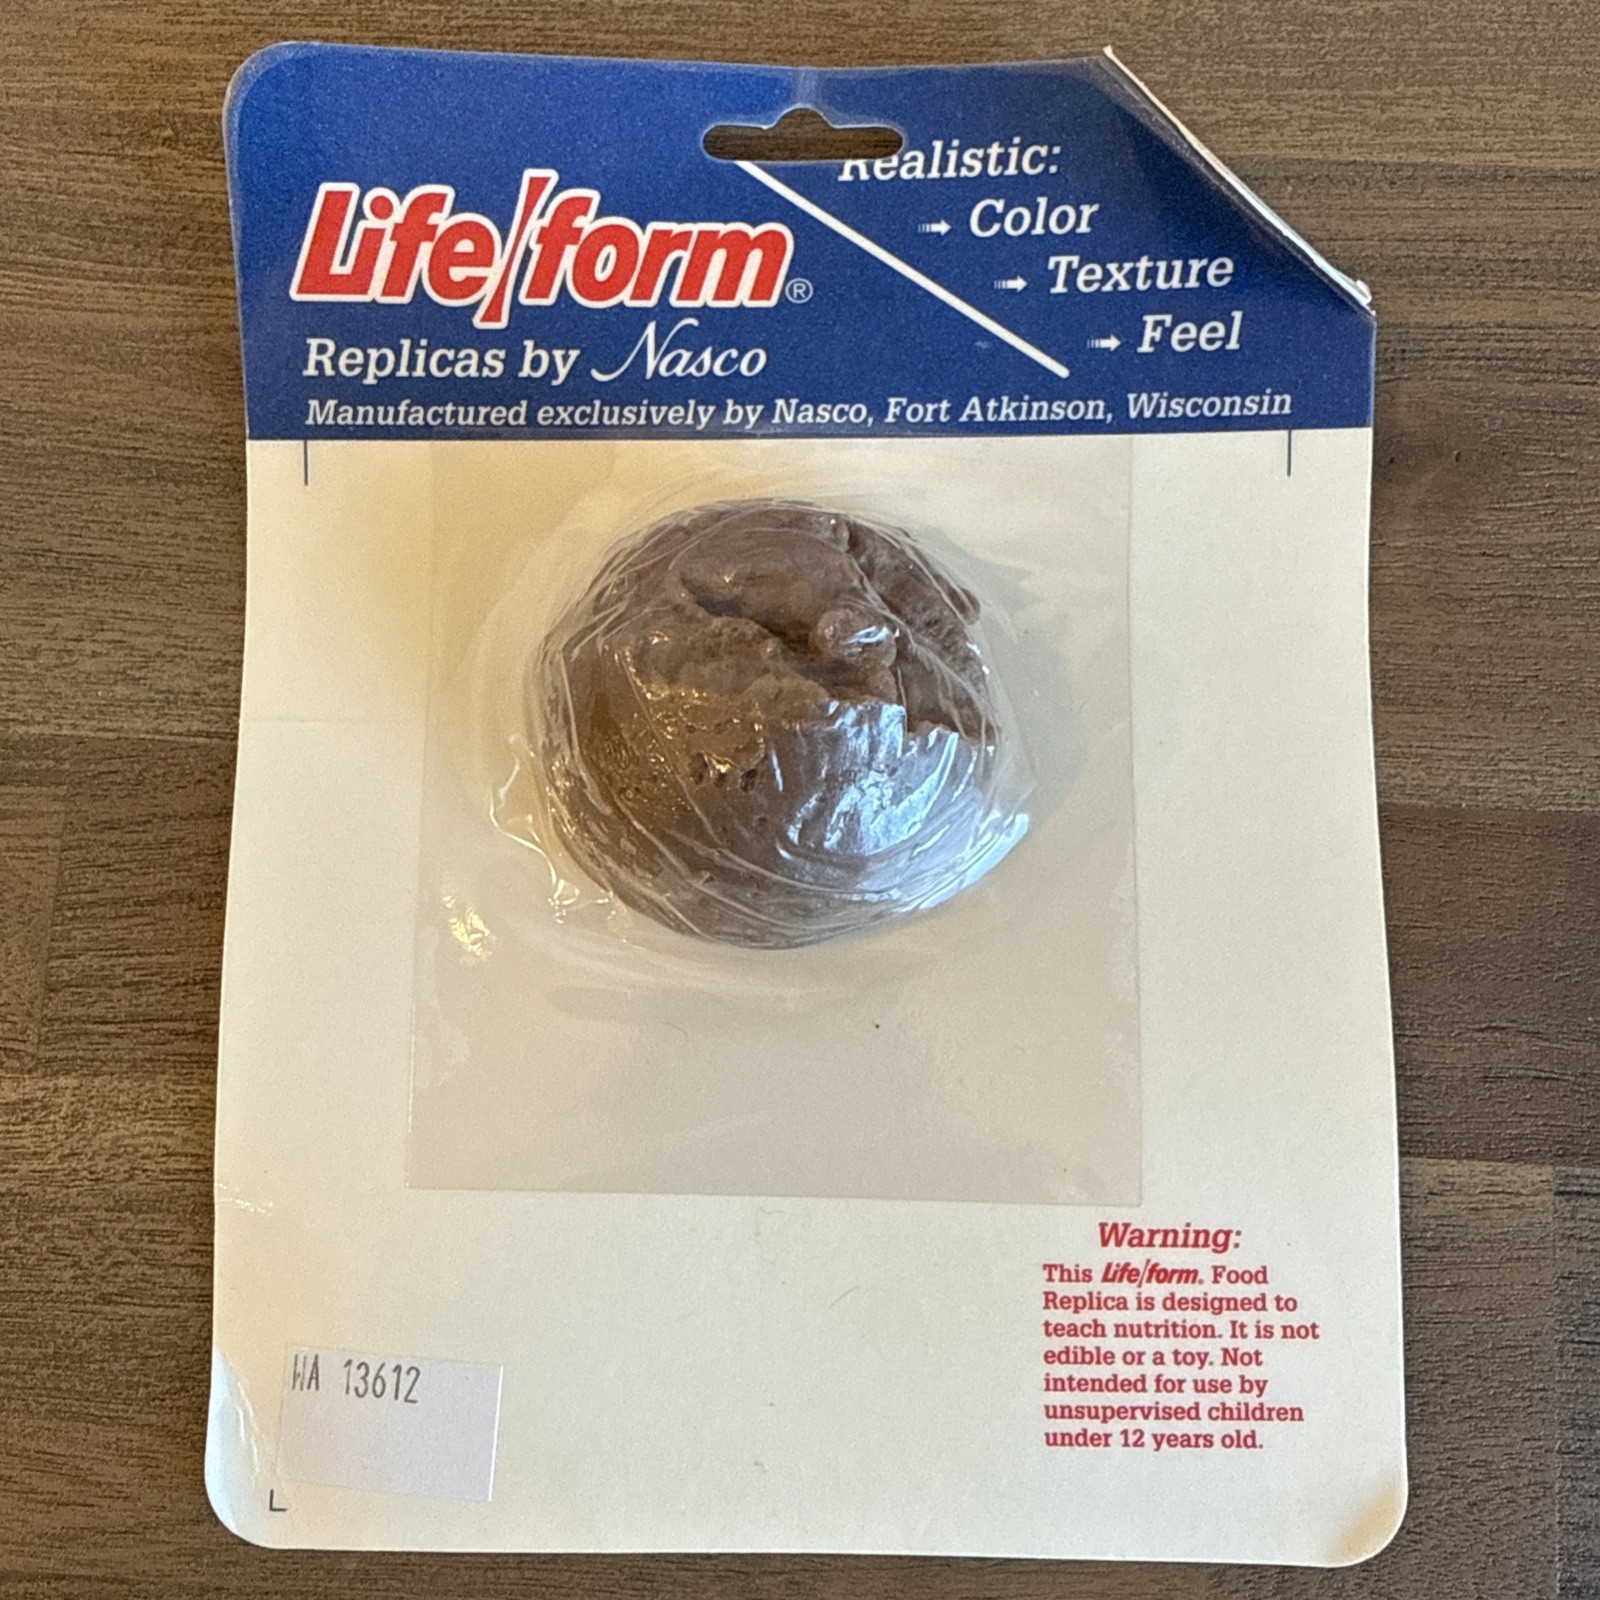 Realistic:
Color
Texture
Feel
Life/form®
Replicas by Nasco
Manufactured exclusively by Nasco, Fort Atkinson, Wisconsin
Warning:
This Life/form® Food
Replica is designed to
teach nutrition. It is not
edible or a toy. Not
intended for use by
unsupervised children
under 12 years old.
WA 13612